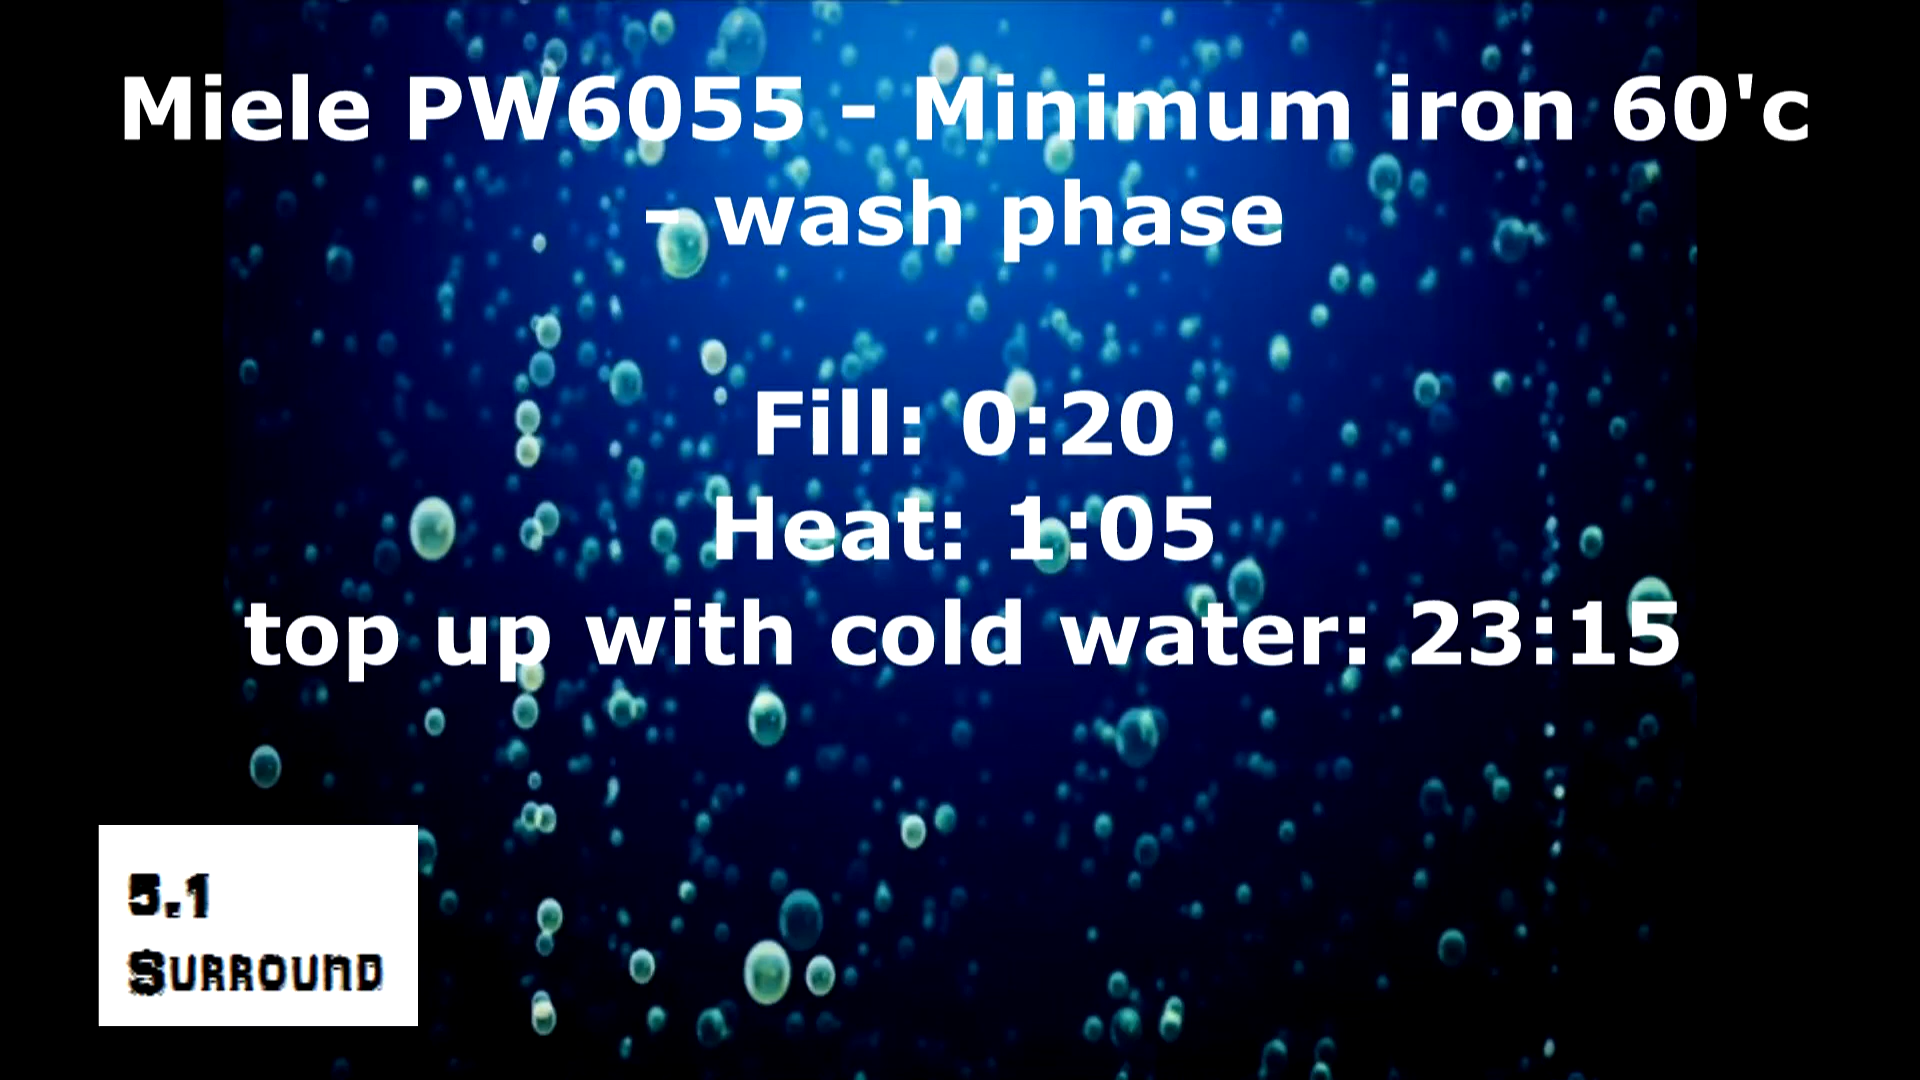 Miele PW6055 - Minimum iron 60'c
- wash phase
Fill: 0:20
Heat: 1:05
top up with cold water: 23:15
5.1
Surround